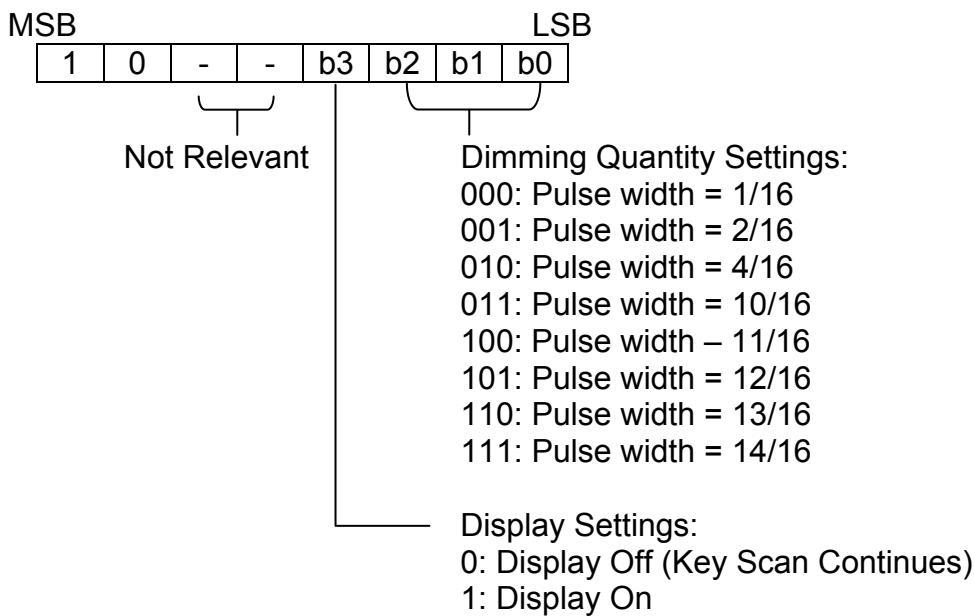 MSB LSB
1 0 - - b3 b2 b1 b0
Not Relevant
Dimming Quantity Settings:
000: Pulse width = 1/16
001: Pulse width = 2/16
010: Pulse width = 4/16
011: Pulse width = 10/16
100: Pulse width – 11/16
101: Pulse width = 12/16
110: Pulse width = 13/16
111: Pulse width = 14/16
Display Settings:
0: Display Off (Key Scan Continues)
1: Display On